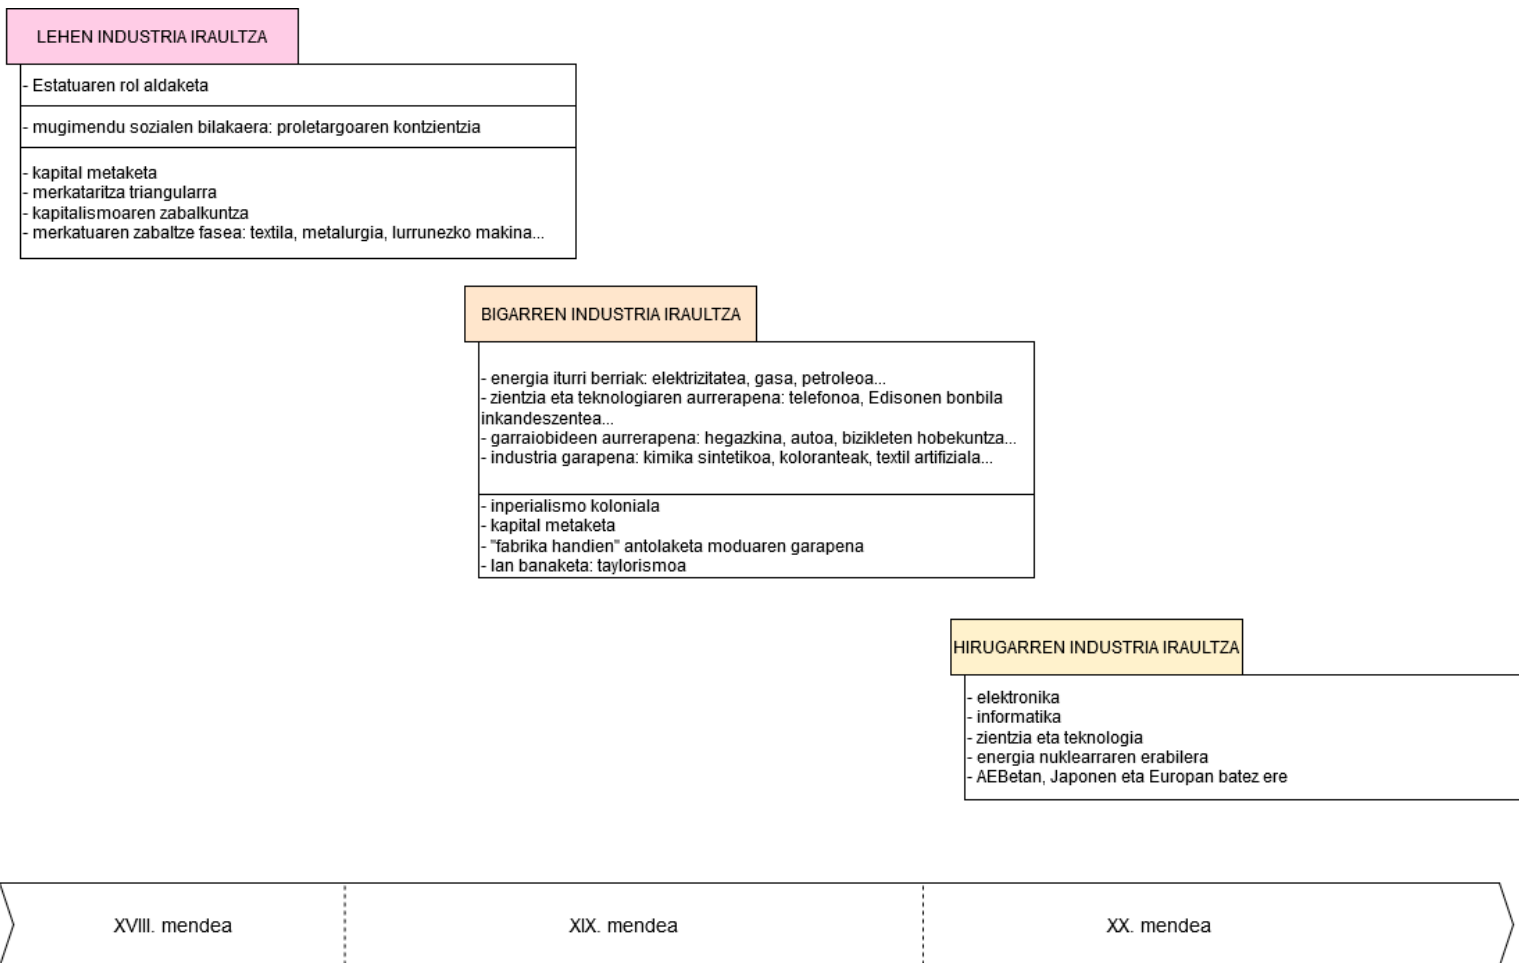 LEHEN INDUSTRIA IRAULTZA
- Estatuaren rol aldaketa
- mugimendu sozialen bilakaera: proletargoaren kontzientzia
- kapital metaketa
- merkataritza triangularra
- kapitalismoaren zabalkuntza
- merkatuaren zabaltze fasea: textila, metalurgia, lurrunezko makina...
BIGARREN INDUSTRIA IRAULTZA
- energia iturri berriak: elektrizitatea, gasa, petroleoa...
- zientzia eta teknologiaren aurrerapena: telefonoa, Edisonen bonbila
inkandeszentea...
- garraiobideen aurrerapena: hegazkina, autoa, bizikleten hobekuntza...
- industria garapena: kimika sintetikoa, koloranteak, textil artifiziala...
- inperialismo koloniala
- kapital metaketa
- "fabrika handien" antolaketa moduaren garapena
- lan banaketa: taylorismoa
HIRUGARREN INDUSTRIA IRAULTZA
- elektronika
- informatika
- zientzia eta teknologia
- energia nuklearraren erabilera
- AEBetan, Japonen eta Europan batez ere
XVIII. mendea
XIX. mendea
XX. mendea